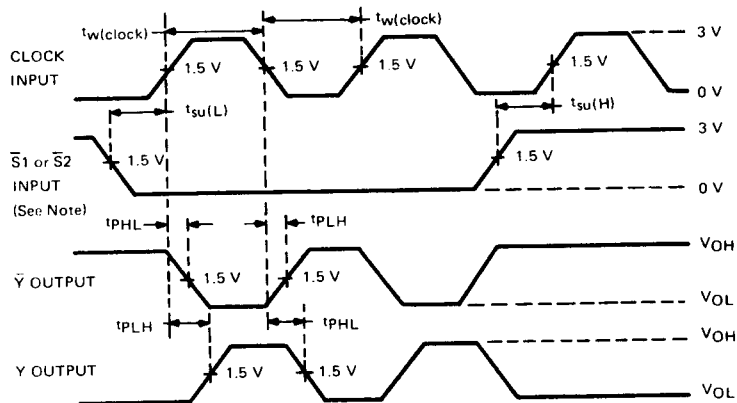 tw(clock) tw(clock)
CLOCK INPUT 1.5 V 1.5 V 1.5 V 1.5 V 3 V
0 V
tsu(L) tsu(H)
S̅1 or S̅2 INPUT (See Note) 1.5 V 1.5 V 3 V
0 V
tPHL tPLH
Y̅ OUTPUT 1.5 V 1.5 V VOH
VOL
tPLH tPHL
Y OUTPUT 1.5 V 1.5 V VOH
VOL